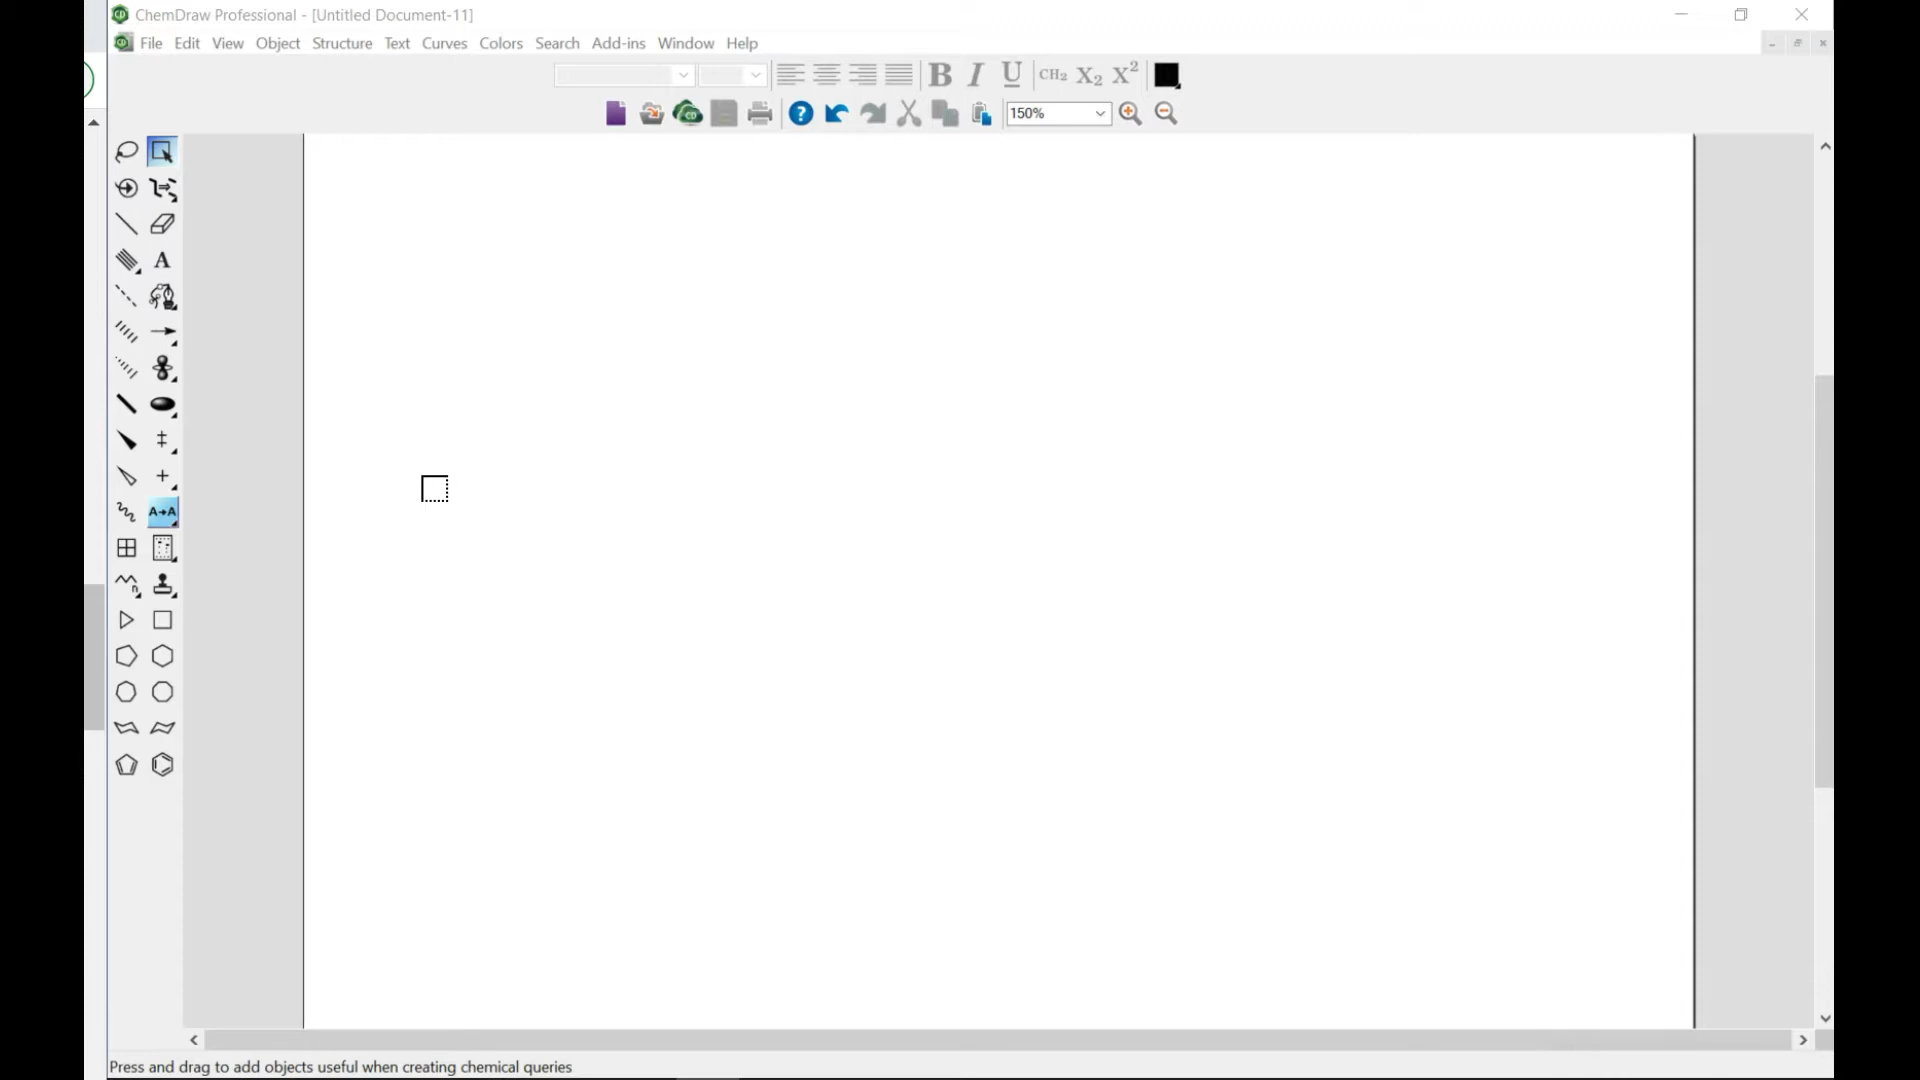 ChemDraw Professional - [Untitled Document-11]
File Edit View Object Structure Text Curves Colors Search Add-ins Window Help
B I U CH2 X2 X2
150%
A
A→A
n
Press and drag to add objects useful when creating chemical queries